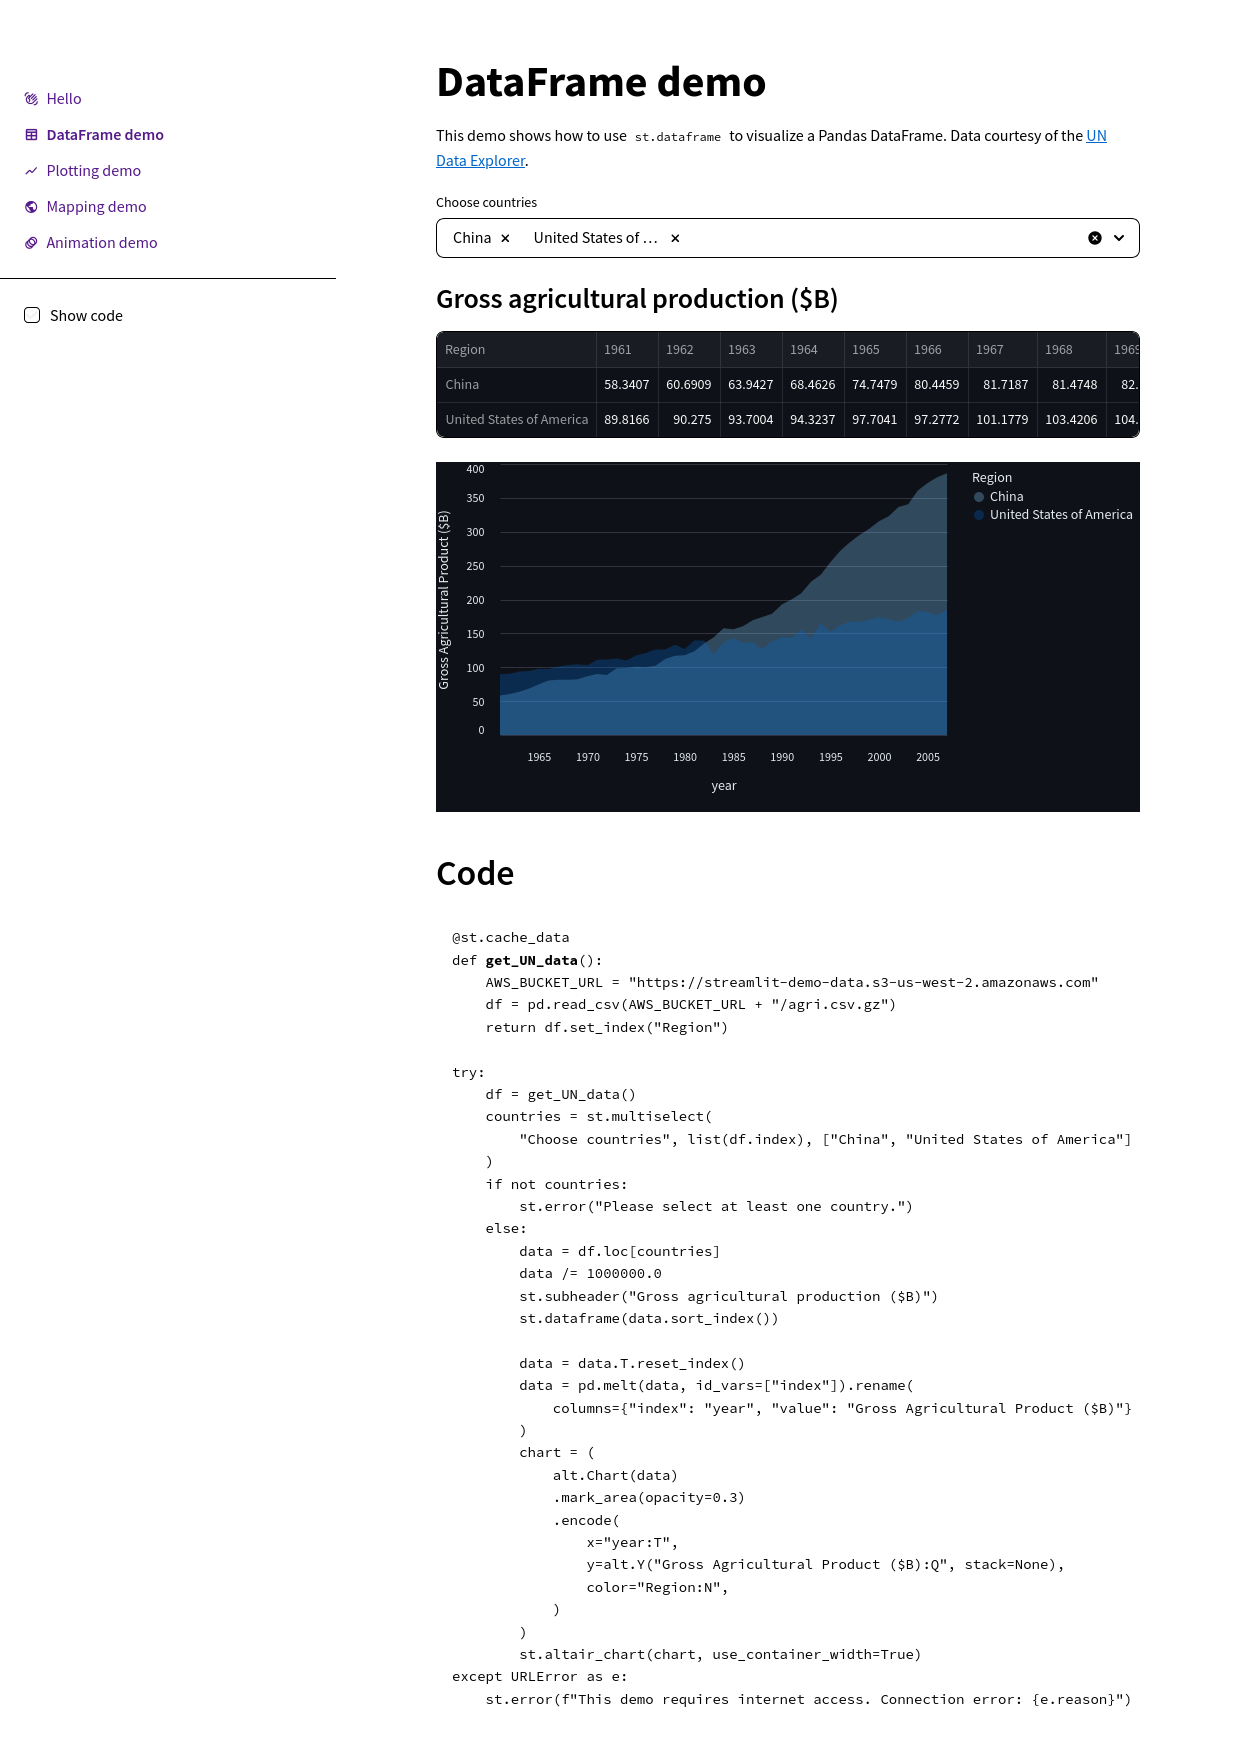 Hello
DataFrame demo
Plotting demo
Mapping demo
Animation demo
Show code
DataFrame demo
This demo shows how to use st.dataframe to visualize a Pandas DataFrame. Data courtesy of the UN
Data Explorer.
Choose countries
China United States of …
Gross agricultural production ($B)
Region 1961 1962 1963 1964 1965 1966 1967 1968 1969
China 58.3407 60.6909 63.9427 68.4626 74.7479 80.4459 81.7187 81.4748 82.
United States of America 89.8166 90.275 93.7004 94.3237 97.7041 97.2772 101.1779 103.4206 104.
Gross Agricultural Product ($B)
400
350
300
250
200
150
100
50
0
1965 1970 1975 1980 1985 1990 1995 2000 2005
year
Region
China
United States of America
Code
@st.cache_data
def get_UN_data():
    AWS_BUCKET_URL = "https://streamlit-demo-data.s3-us-west-2.amazonaws.com"
    df = pd.read_csv(AWS_BUCKET_URL + "/agri.csv.gz")
    return df.set_index("Region")
try:
    df = get_UN_data()
    countries = st.multiselect(
        "Choose countries", list(df.index), ["China", "United States of America"]
    )
    if not countries:
        st.error("Please select at least one country.")
    else:
        data = df.loc[countries]
        data /= 1000000.0
        st.subheader("Gross agricultural production ($B)")
        st.dataframe(data.sort_index())
        data = data.T.reset_index()
        data = pd.melt(data, id_vars=["index"]).rename(
            columns={"index": "year", "value": "Gross Agricultural Product ($B)"}
        )
        chart = (
            alt.Chart(data)
            .mark_area(opacity=0.3)
            .encode(
                x="year:T",
                y=alt.Y("Gross Agricultural Product ($B):Q", stack=None),
                color="Region:N",
            )
        )
        st.altair_chart(chart, use_container_width=True)
except URLError as e:
    st.error(f"This demo requires internet access. Connection error: {e.reason}")